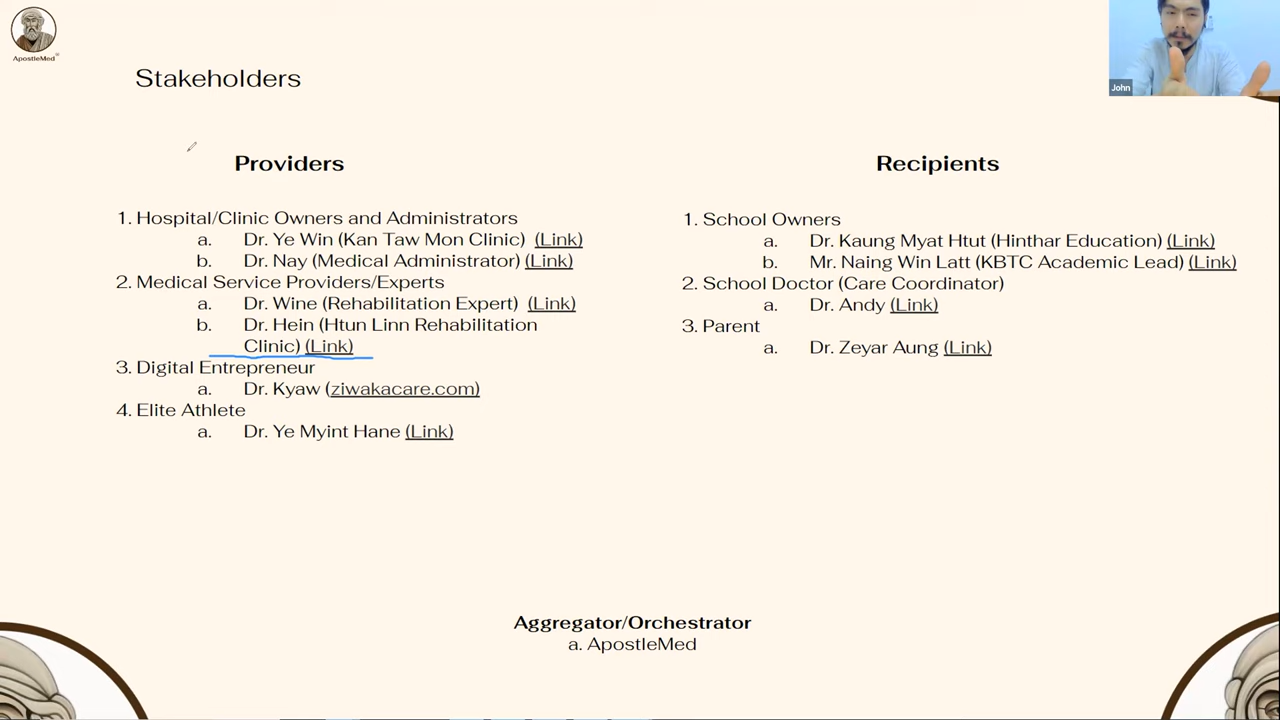 ApostleMed
John
Stakeholders
Providers
1. Hospital/Clinic Owners and Administrators
a. Dr. Ye Win (Kan Taw Mon Clinic) (Link)
b. Dr. Nay (Medical Administrator) (Link)
2. Medical Service Providers/Experts
a. Dr. Wine (Rehabilitation Expert) (Link)
b. Dr. Hein (Htun Linn Rehabilitation
Clinic) (Link)
3. Digital Entrepreneur
a. Dr. Kyaw (ziwakacare.com)
4. Elite Athlete
a. Dr. Ye Myint Hane (Link)
Recipients
1. School Owners
a. Dr. Kaung Myat Htut (Hinthar Education) (Link)
b. Mr. Naing Win Latt (KBTC Academic Lead) (Link)
2. School Doctor (Care Coordinator)
a. Dr. Andy (Link)
3. Parent
a. Dr. Zeyar Aung (Link)
Aggregator/Orchestrator
a. ApostleMed